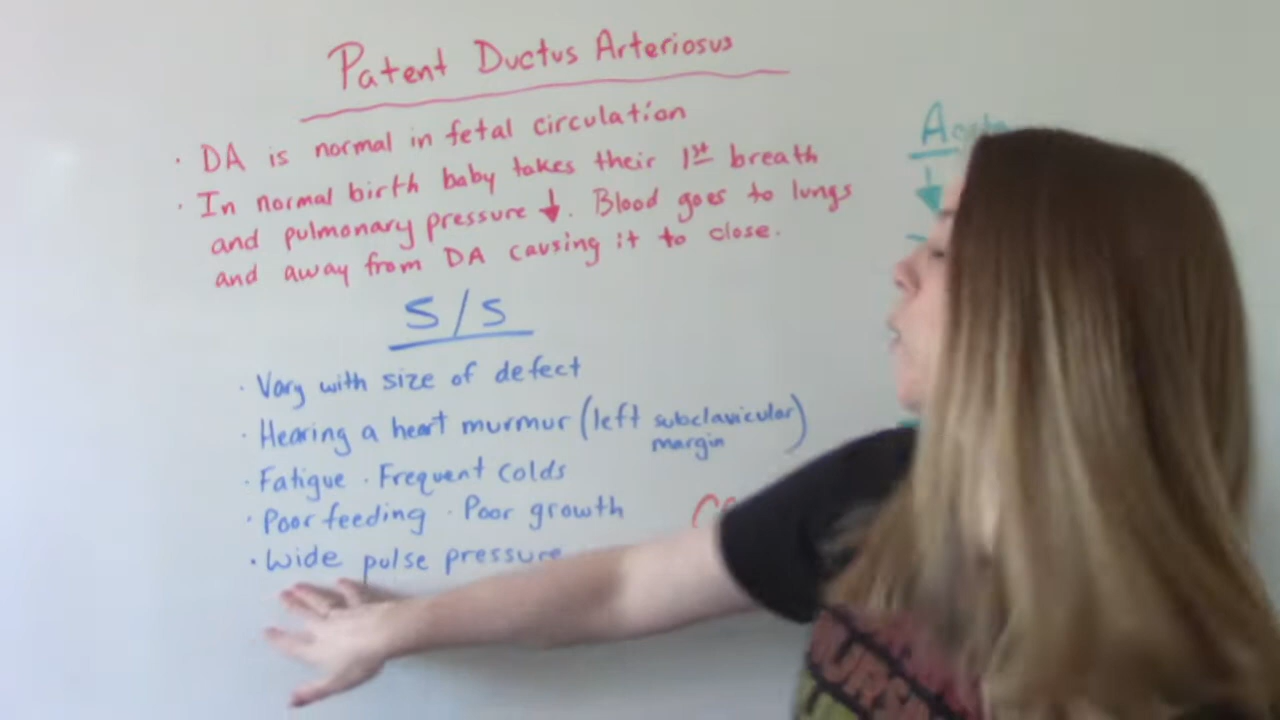 Patent Ductus Arteriosus
· DA is normal in fetal circulation
· In normal birth baby takes their 1st breath
and pulmonary pressure ↓. Blood goes to lungs
and away from DA causing it to close.
S/S
· Vary with size of defect
· Hearing a heart murmur (left subclavicular
margin)
· Fatigue · Frequent colds
· Poor feeding · Poor growth
· Wide pulse pressure